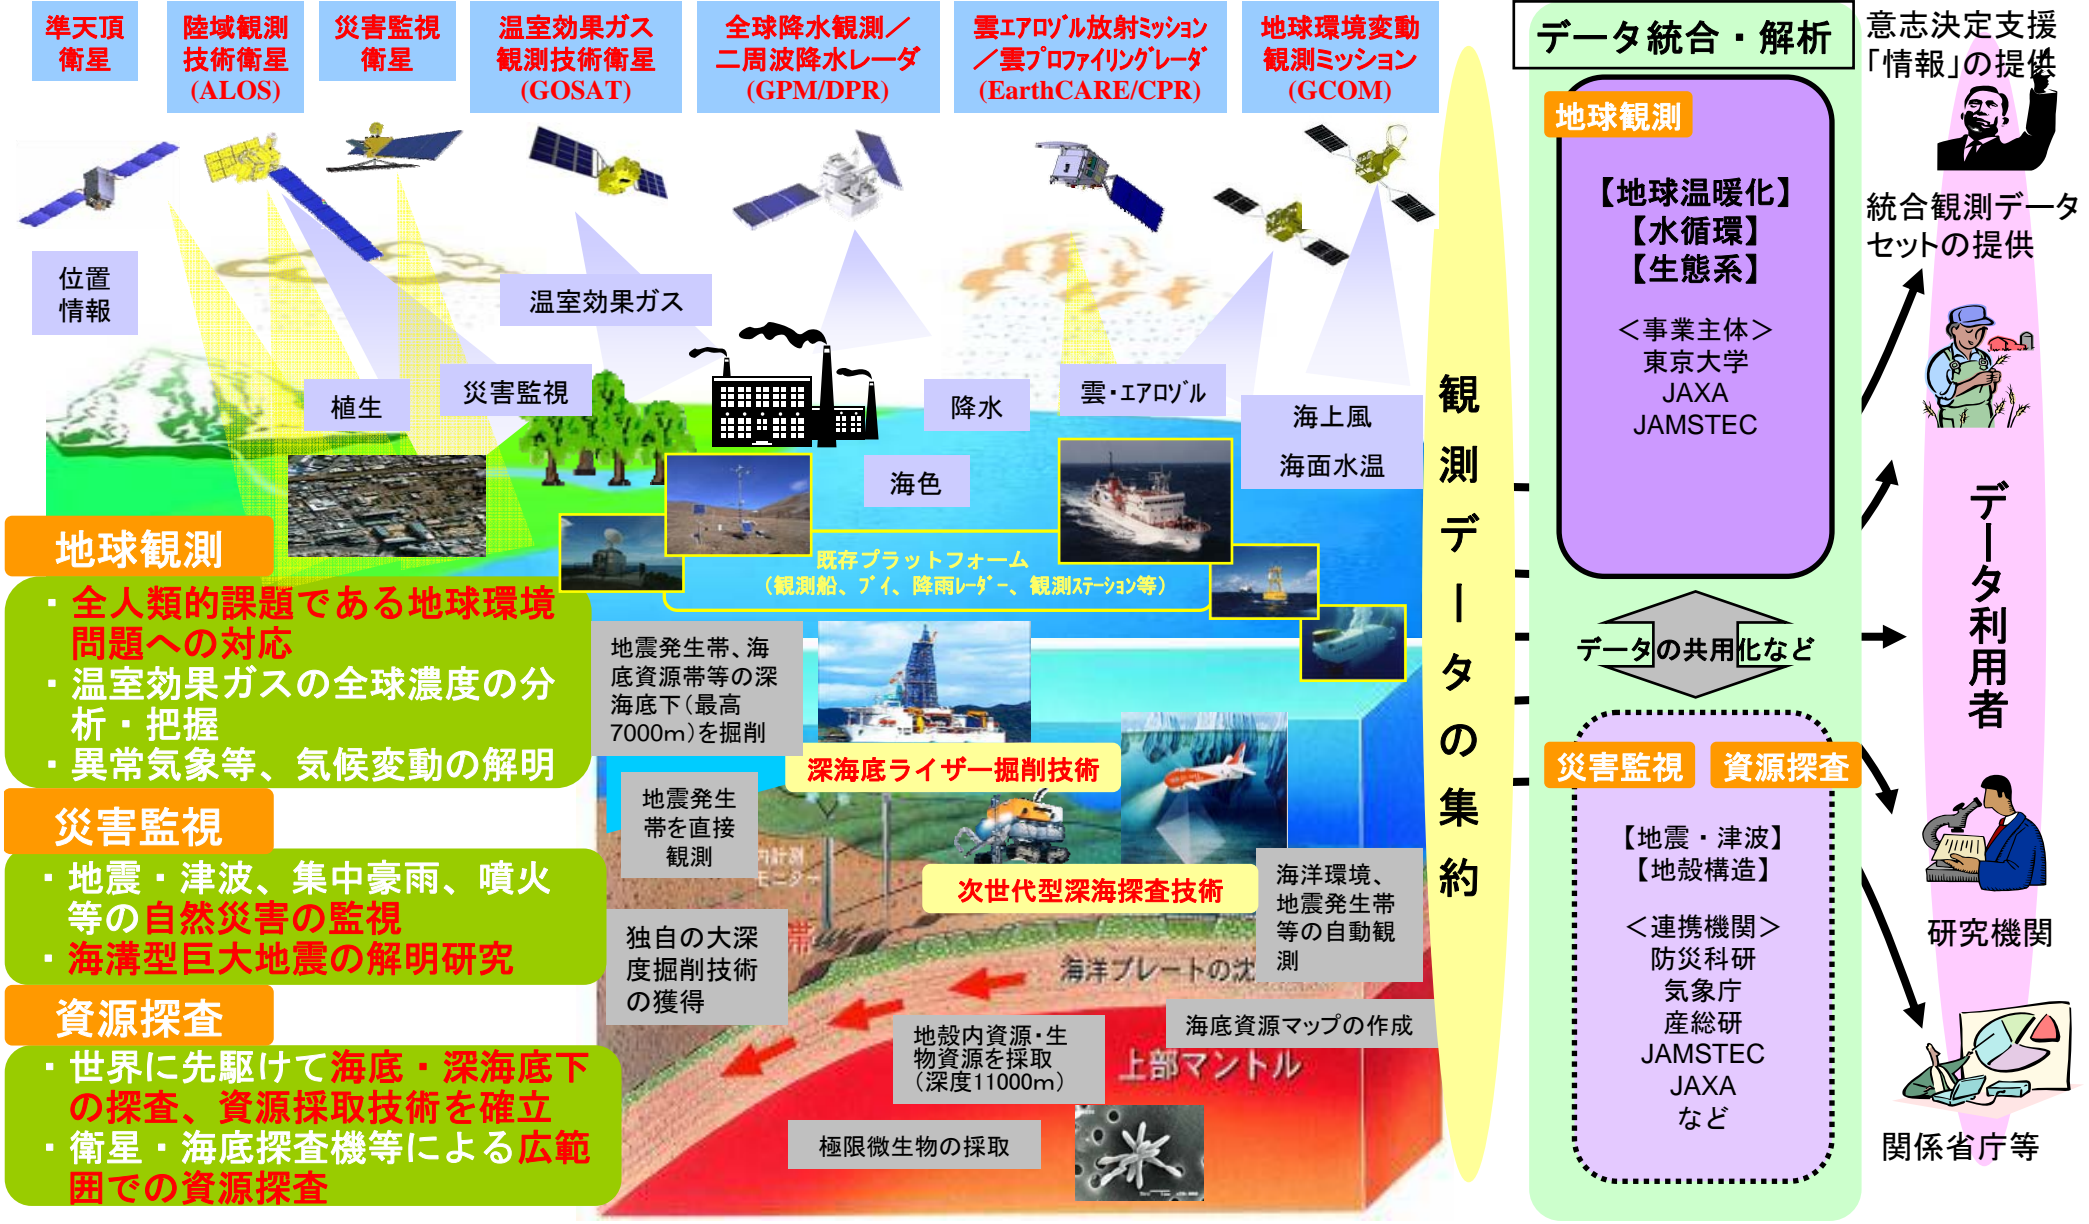 準天頂
衛星
陸域観測
技術衛星
(ALOS)
災害監視
衛星
温室効果ガス
観測技術衛星
(GOSAT)
全球降水観測／
二周波降水レーダ
(GPM/DPR)
雲エアロゾル放射ミッション
／雲プロファイリングレーダ
(EarthCARE/CPR)
地球環境変動
観測ミッション
(GCOM)
位置
情報
植生
災害監視
温室効果ガス
降水
海色
雲・エアロゾル
海上風
海面水温
既存プラットフォーム
（観測船、ブイ、降雨レーダー、観測ステーション等）
地球観測
・全人類的課題である地球環境
問題への対応
・温室効果ガスの全球濃度の分
析・把握
・異常気象等、気候変動の解明
災害監視
・地震・津波、集中豪雨、噴火
等の自然災害の監視
・海溝型巨大地震の解明研究
資源探査
・世界に先駆けて海底・深海底下
の探査、資源採取技術を確立
・衛星・海底探査機等による広範
囲での資源探査
地震発生帯、海
底資源帯等の深
海底下（最高
7000m）を掘削
深海底ライザー掘削技術
地震発生
帯を直接
観測
計測
モニター
次世代型深海探査技術
海洋環境、
地震発生帯
等の自動観
測
独自の大深
度掘削技術
の獲得
帯
海洋プレートの沈
海底資源マップの作成
地殻内資源・生
物資源を採取
（深度11000m）
上部マントル
極限微生物の採取
観測データの集約
データ統合・解析
地球観測
【地球温暖化】
【水循環】
【生態系】
＜事業主体＞
東京大学
JAXA
JAMSTEC
データの共用化など
災害監視
資源探査
【地震・津波】
【地殻構造】
＜連携機関＞
防災科研
気象庁
産総研
JAMSTEC
JAXA
など
意志決定支援
「情報」の提供
統合観測データ
セットの提供
データ利用者
研究機関
関係省庁等